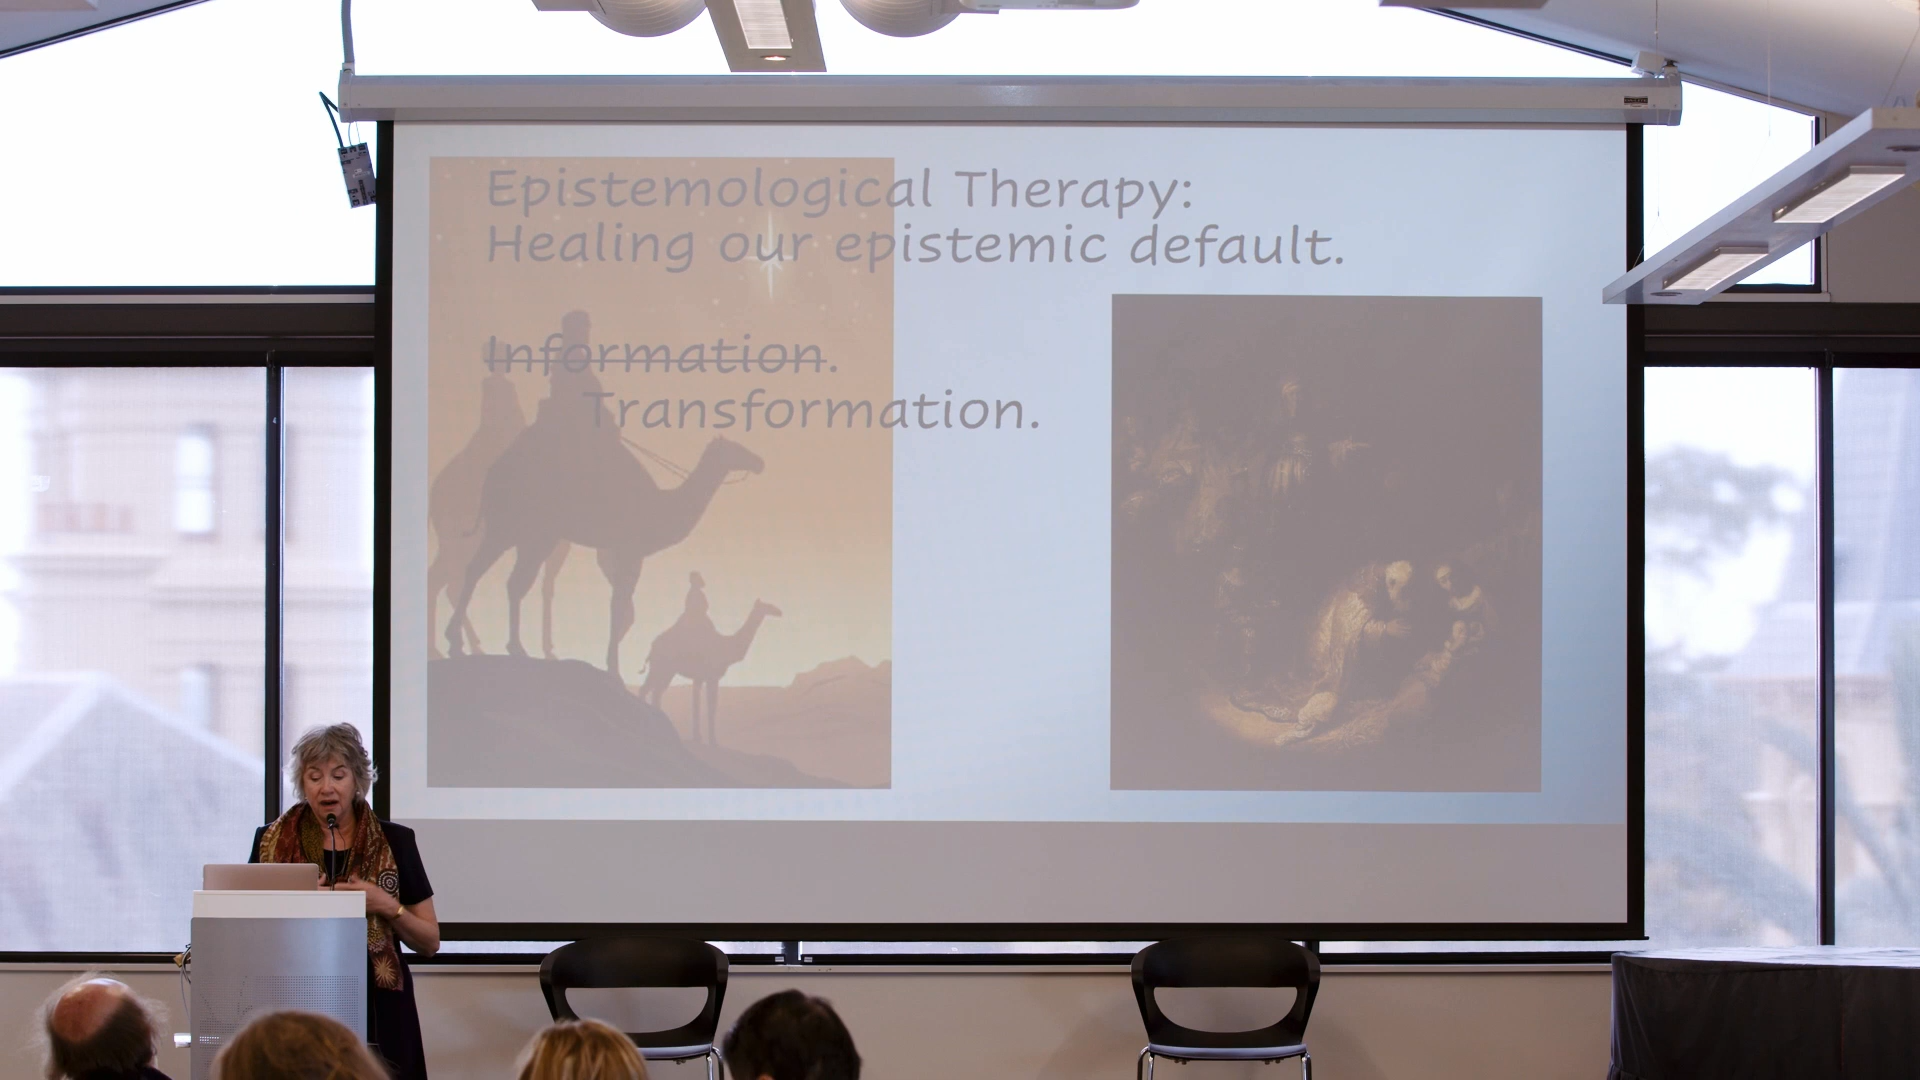 Epistemological Therapy:
Healing our epistemic default.
Information.
Transformation.